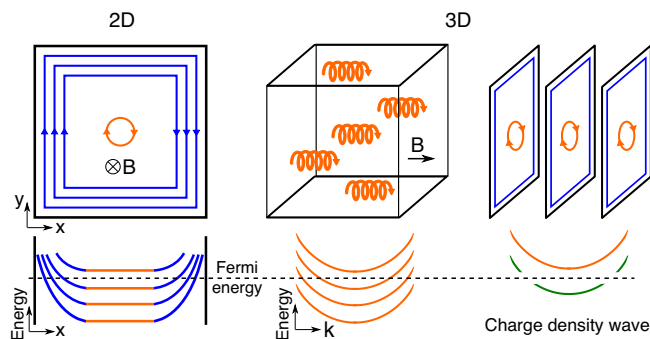 2D
3D
⊗B
B
y
x
Fermi
energy
Energy
x
Energy
k
Charge density wave